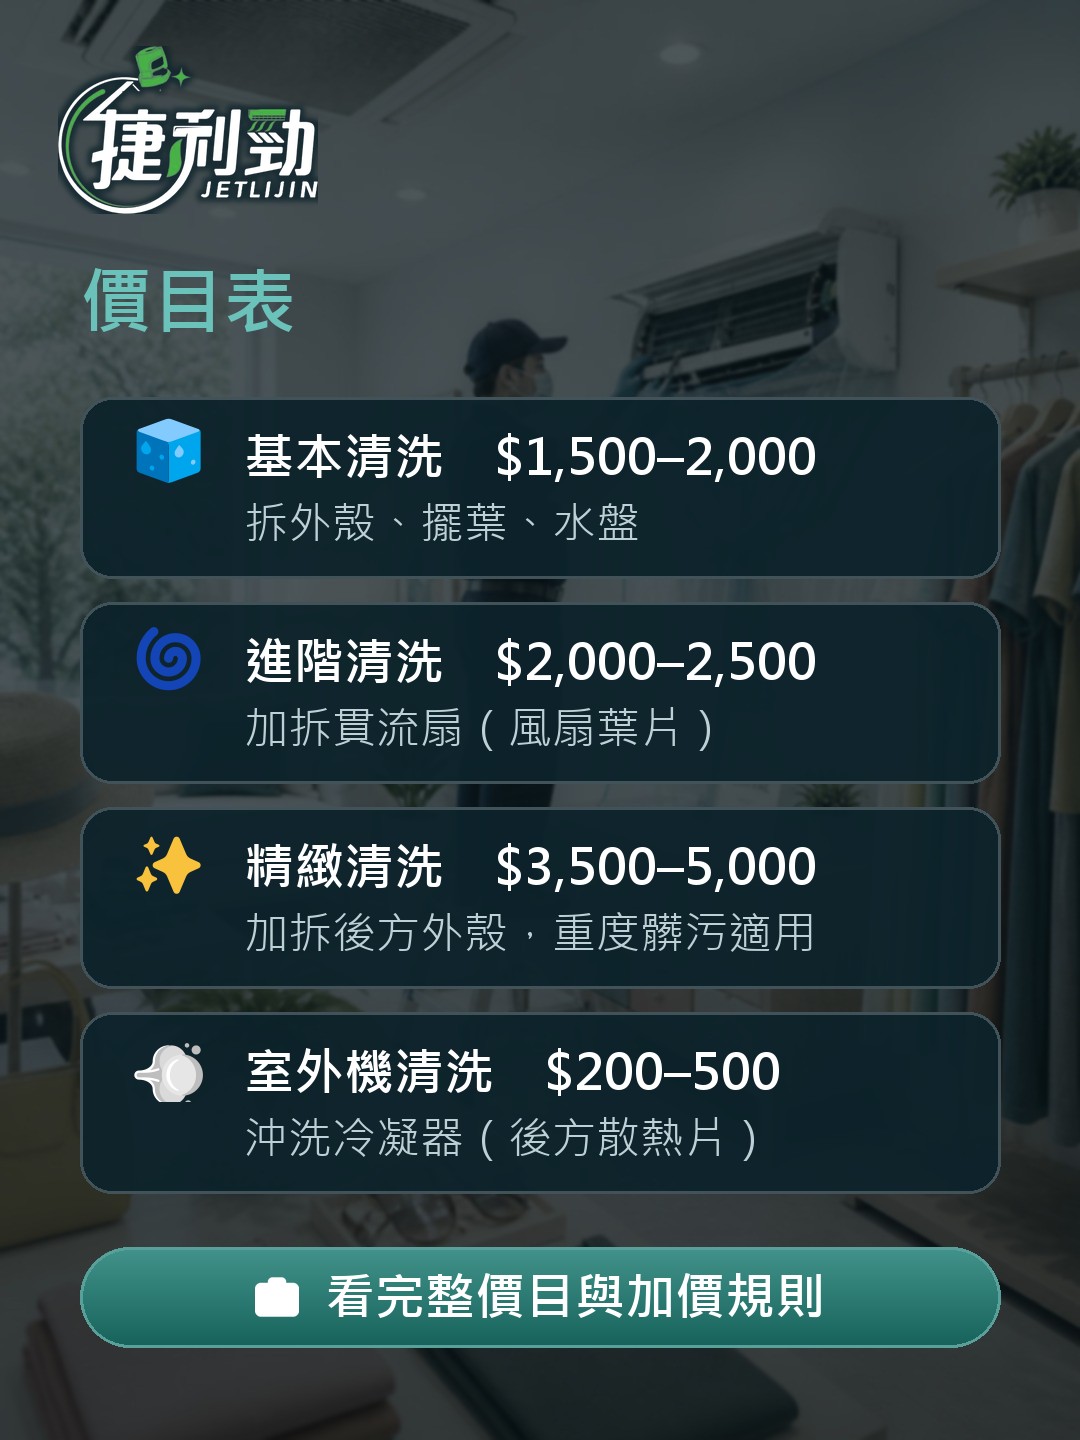 捷利勁
JETLIJIN
價目表
基本清洗 $1,500–2,000
拆外殼、擺葉、水盤
進階清洗 $2,000–2,500
加拆貫流扇（風扇葉片）
精緻清洗 $3,500–5,000
加拆後方外殼，重度髒污適用
室外機清洗 $200–500
沖洗冷凝器（後方散熱片）
看完整價目與加價規則